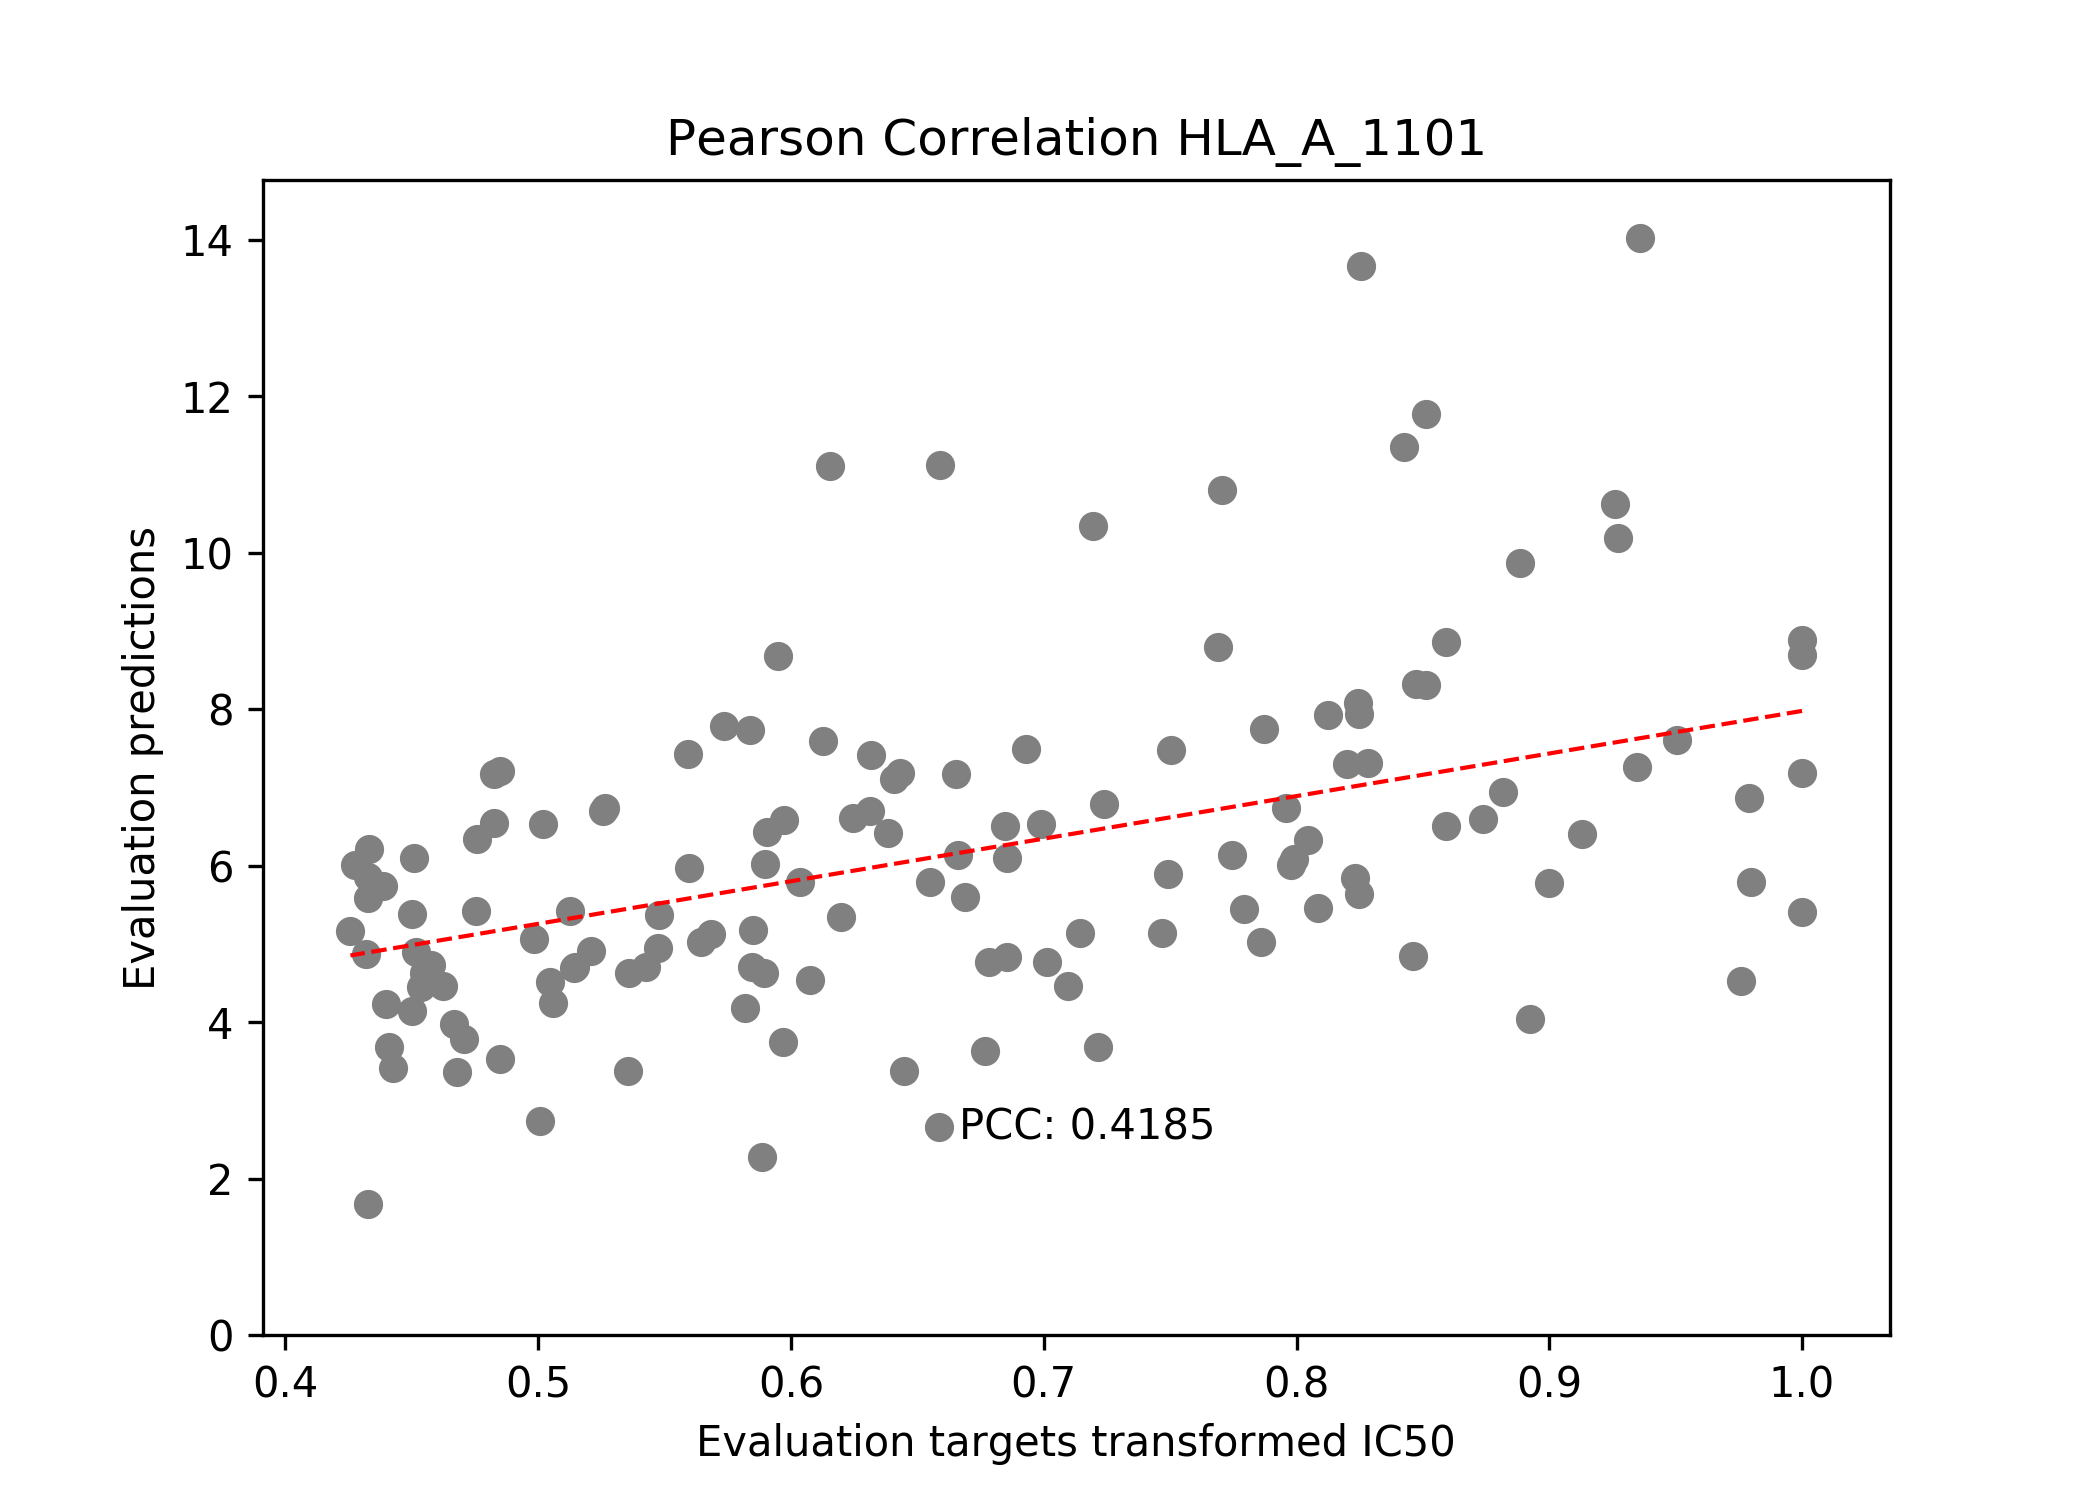 Pearson Correlation HLA_A_1101
14
12
10
8
6
4
2
0
Evaluation predictions
PCC: 0.4185
0.4 0.5 0.6 0.7 0.8 0.9 1.0
Evaluation targets transformed IC50